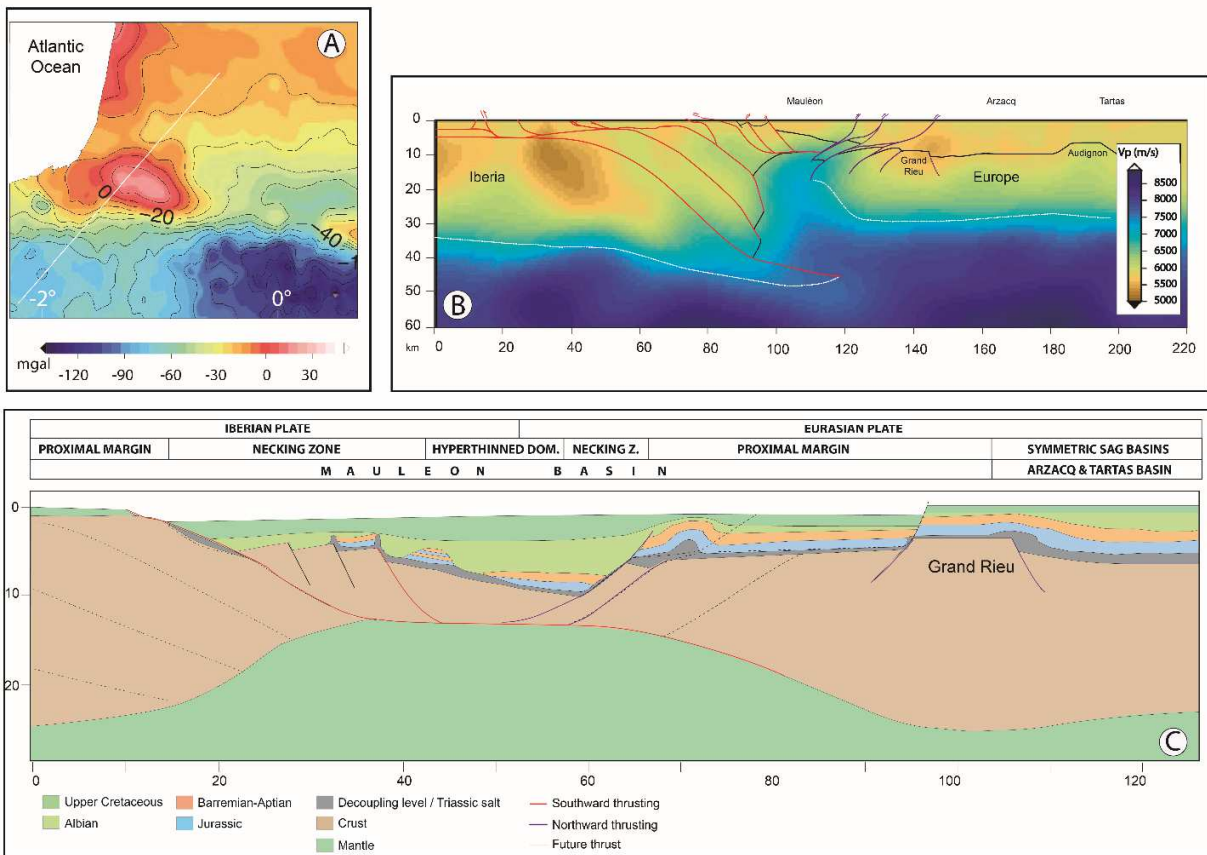 Atlantic
Ocean
A
0
−20
−40
-2°
0°
mgal
-120 -90 -60 -30 0 30
Mauléon Arzacq Tartas
0
10
20
30
40
50
60
Iberia
Grand
Rieu
Europe
Audignon
Vp (m/s)
8500
8000
7500
7000
6500
6000
5500
5000
B
km 0 20 40 60 80 100 120 140 160 180 200 220
IBERIAN PLATE EURASIAN PLATE
PROXIMAL MARGIN NECKING ZONE HYPERTHINNED DOM. NECKING Z. PROXIMAL MARGIN SYMMETRIC SAG BASINS
MAULEON BASIN ARZACQ & TARTAS BASIN
0
10
20
Grand Rieu
C
0 20 40 60 80 100 120
Upper Cretaceous Barremian-Aptian Decoupling level / Triassic salt Southward thrusting
Albian Jurassic Crust Northward thrusting
Mantle Future thrust